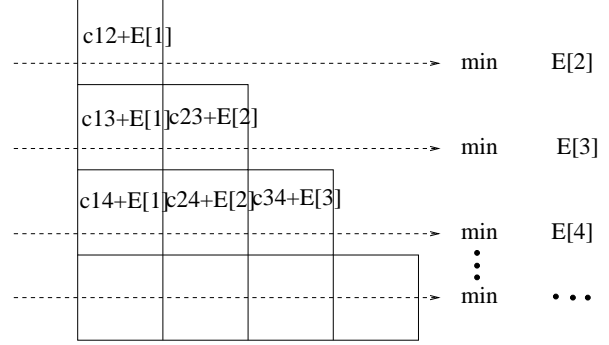 c12+E[1]
min E[2]
c13+E[1] c23+E[2]
min E[3]
c14+E[1] c24+E[2] c34+E[3]
min E[4]
min